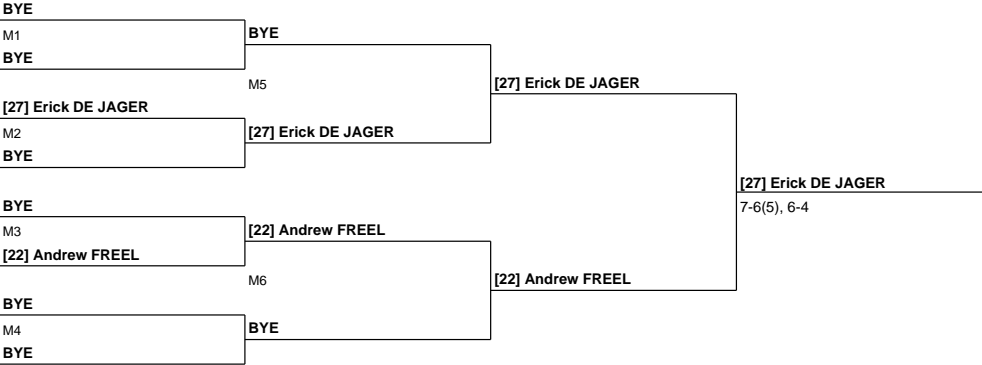 BYE
M1
BYE
BYE
M5
[27] Erick DE JAGER
[27] Erick DE JAGER
M2
[27] Erick DE JAGER
BYE
[27] Erick DE JAGER
7-6(5), 6-4
BYE
M3
[22] Andrew FREEL
[22] Andrew FREEL
M6
[22] Andrew FREEL
BYE
M4
BYE
BYE